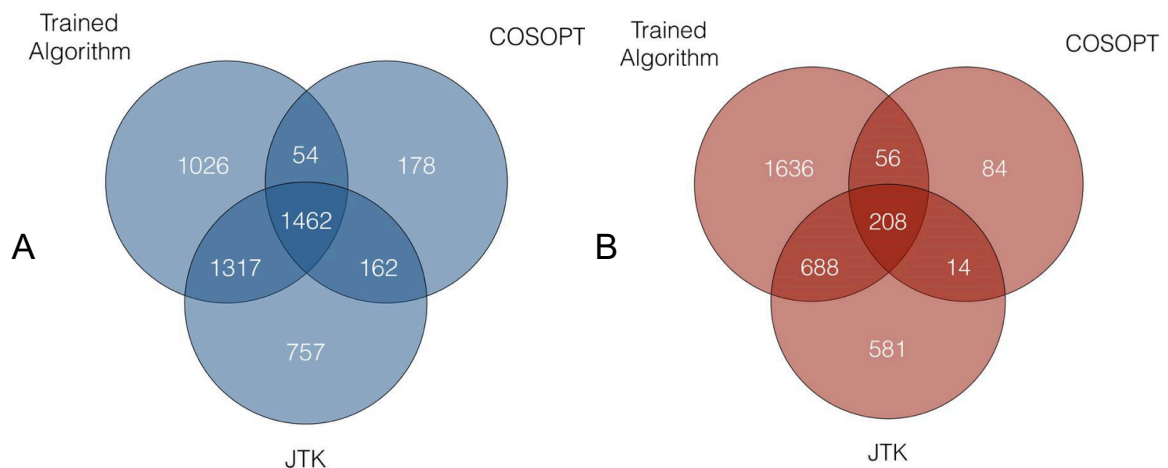 Trained
Algorithm
COSOPT
1026
54
178
1462
1317
162
757
A
JTK
Trained
Algorithm
COSOPT
1636
56
84
208
688
14
581
B
JTK